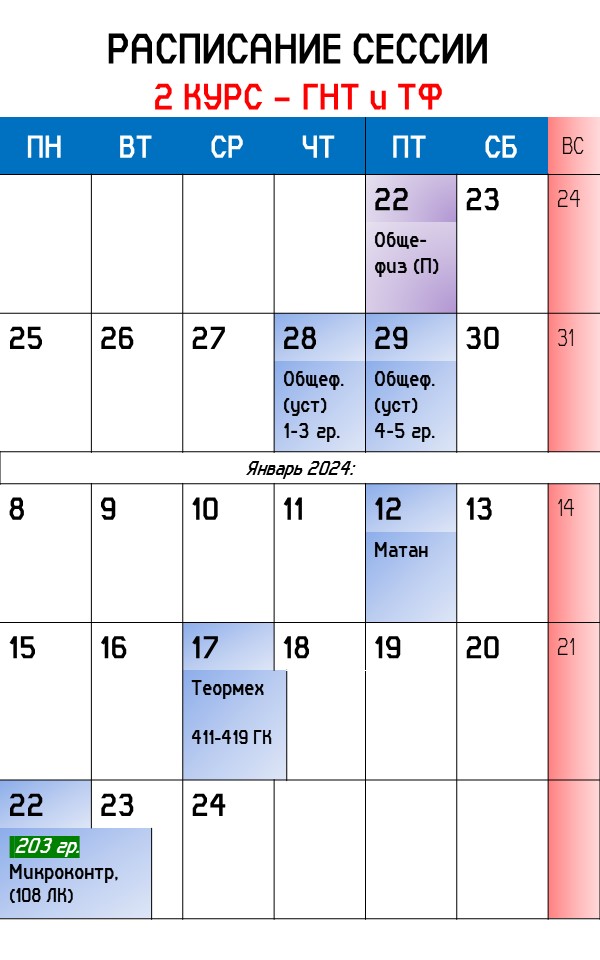 РАСПИСАНИЕ СЕССИИ
2 КУРС – ГНТ и ТФ
ПН ВТ СР ЧТ ПТ СБ ВС
22 23 24
Обще-
физ (П)
25 26 27 28 29 30 31
Общеф. Общеф.
(уст) (уст)
1-3 гр. 4-5 гр.
Январь 2024:
8 9 10 11 12 13 14
Матан
15 16 17 18 19 20 21
Теормех
411-419 ГК
22 23 24
203 гр.
Микроконтр,
(108 ЛК)